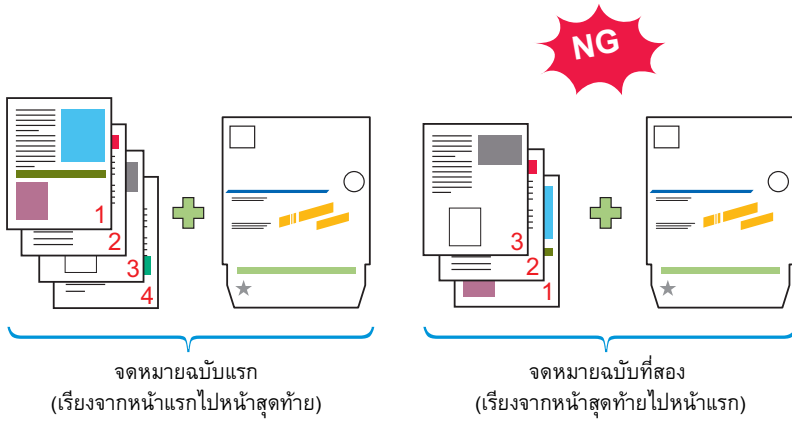 NG
1
2
3
4
3
2
1
จดหมายฉบับแรก
(เรียงจากหน้าแรกไปหน้าสุดท้าย)
จดหมายฉบับที่สอง
(เรียงจากหน้าสุดท้ายไปหน้าแรก)